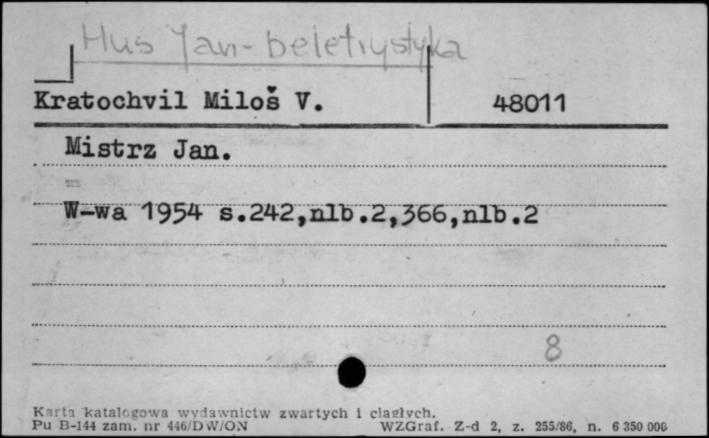 Hus Jan - beletrystyka
Kratochvil Miloš V. 48011
Mistrz Jan.
W-wa 1954 s.242,nlb.2,366,nlb.2
8
Karta katalogowa wydawnictw zwartych i ciągłych.
Pu B-144 zam. nr 446/DW/ON WZGraf. Z-d 2, z. 255/86, n. 6 350 000